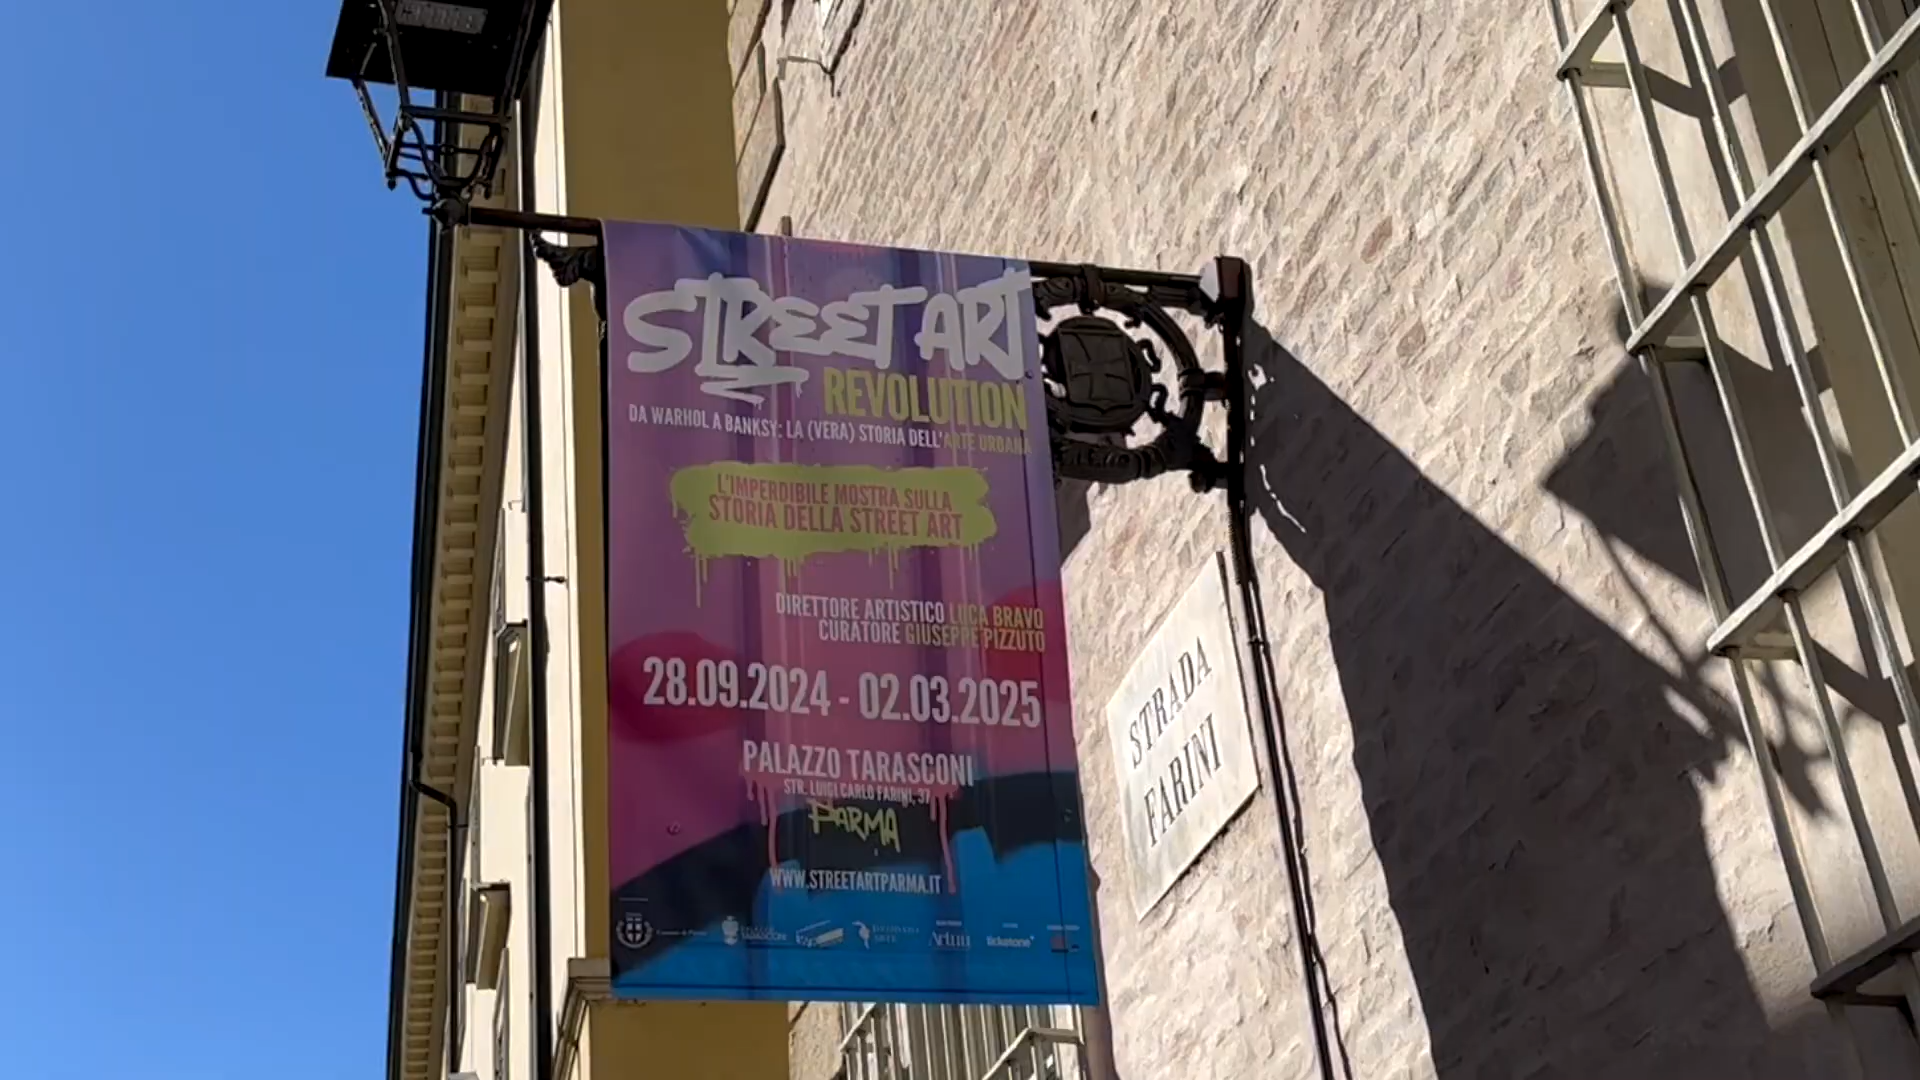 STREET ART
REVOLUTION
DA WARHOL A BANKSY: LA (VERA) STORIA DELL'ARTE URBANA
L'IMPERDIBILE MOSTRA SULLA
STORIA DELLA STREET ART
DIRETTORE ARTISTICO LUCA BRAVO
CURATORE GIUSEPPE PIZZUTO
28.09.2024 - 02.03.2025
PALAZZO TARASCONI
STR. LUIGI CARLO FARINI, 37
PARMA
WWW.STREETARTPARMA.IT
TARASCONI
ticketone
STRADA
FARINI